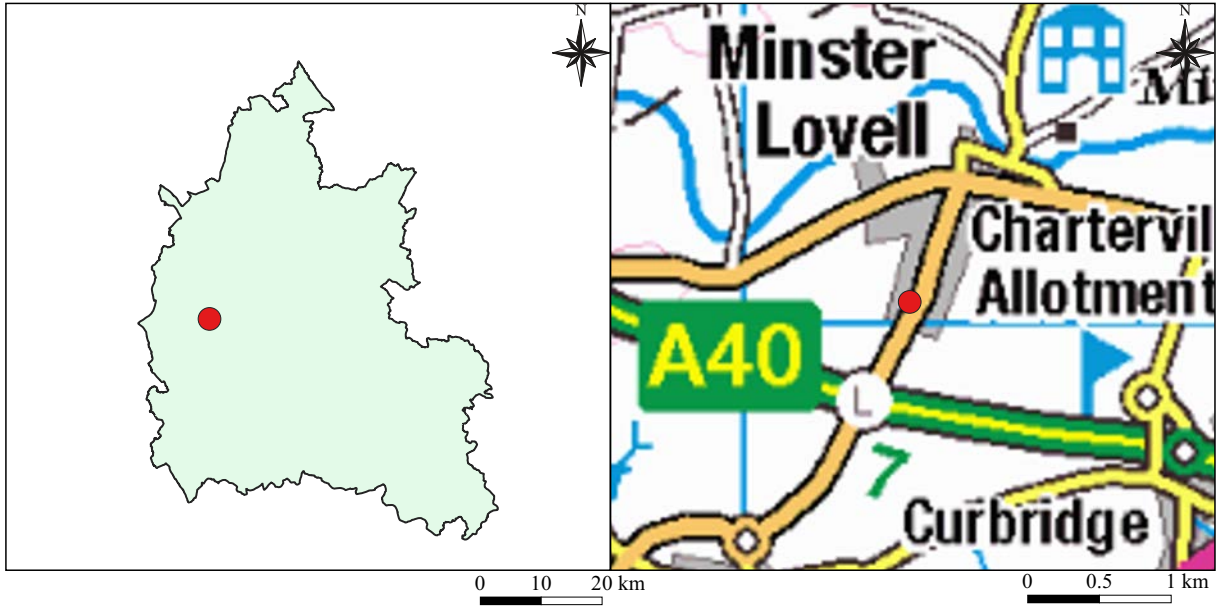 N
N
Minster
Lovell
Mi
Chartervil
Allotment
A40
L
7
Curbridge
0 10 20 km
0 0.5 1 km